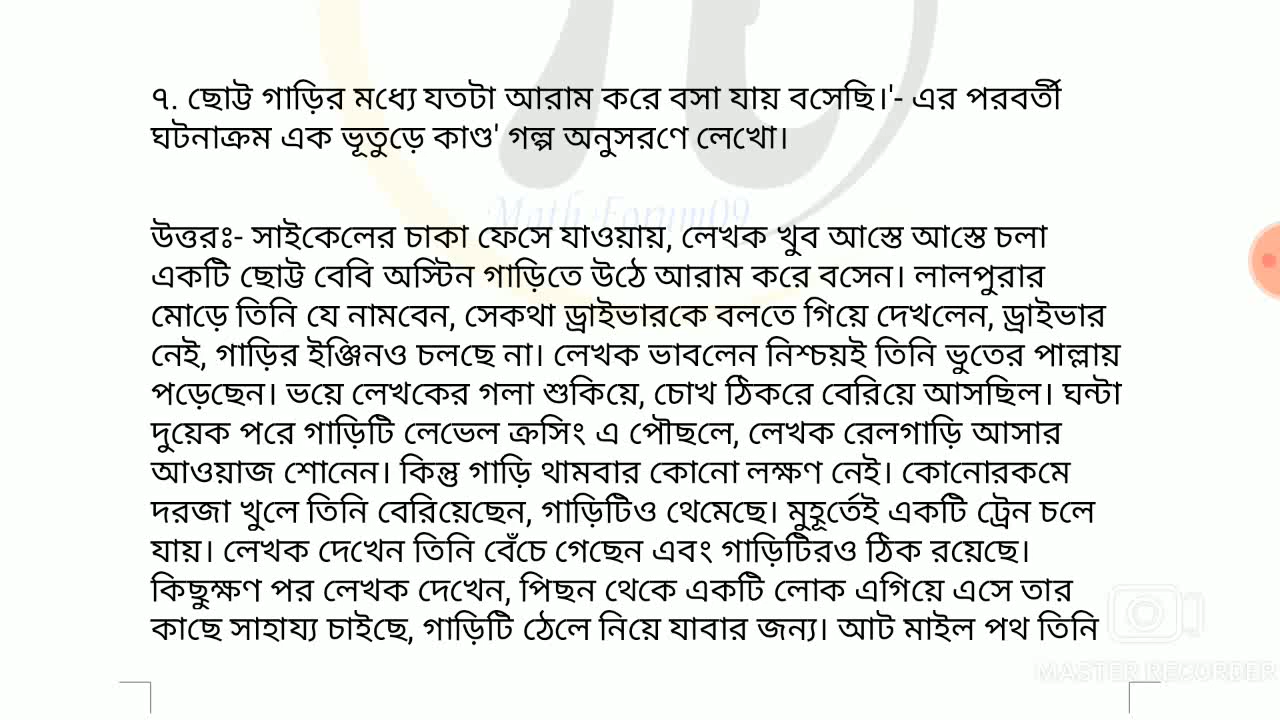 ৭. ছোট্ট গাড়ির মধ্যে যতটা আরাম করে বসা যায় বসেছি।'- এর পরবর্তী
ঘটনাক্রম এক ভূতুড়ে কাণ্ড' গল্প অনুসরণে লেখো।
Math Forum09
উত্তরঃ- সাইকেলের চাকা ফেসে যাওয়ায়, লেখক খুব আস্তে আস্তে চলা
একটি ছোট্ট বেবি অস্টিন গাড়িতে উঠে আরাম করে বসেন। লালপুরার
মোড়ে তিনি যে নামবেন, সেকথা ড্রাইভারকে বলতে গিয়ে দেখলেন, ড্রাইভার
নেই, গাড়ির ইঞ্জিনও চলছে না। লেখক ভাবলেন নিশ্চয়ই তিনি ভুতের পাল্লায়
পড়েছেন। ভয়ে লেখকের গলা শুকিয়ে, চোখ ঠিকরে বেরিয়ে আসছিল। ঘন্টা
দুয়েক পরে গাড়িটি লেভেল ক্রসিং এ পৌছলে, লেখক রেলগাড়ি আসার
আওয়াজ শোনেন। কিন্তু গাড়ি থামবার কোনো লক্ষণ নেই। কোনোরকমে
দরজা খুলে তিনি বেরিয়েছেন, গাড়িটিও থেমেছে। মুহূর্তেই একটি ট্রেন চলে
যায়। লেখক দেখেন তিনি বেঁচে গেছেন এবং গাড়িটিরও ঠিক রয়েছে।
কিছুক্ষণ পর লেখক দেখেন, পিছন থেকে একটি লোক এগিয়ে এসে তার
কাছে সাহায্য চাইছে, গাড়িটি ঠেলে নিয়ে যাবার জন্য। আট মাইল পথ তিনি
MASTER RECORDER